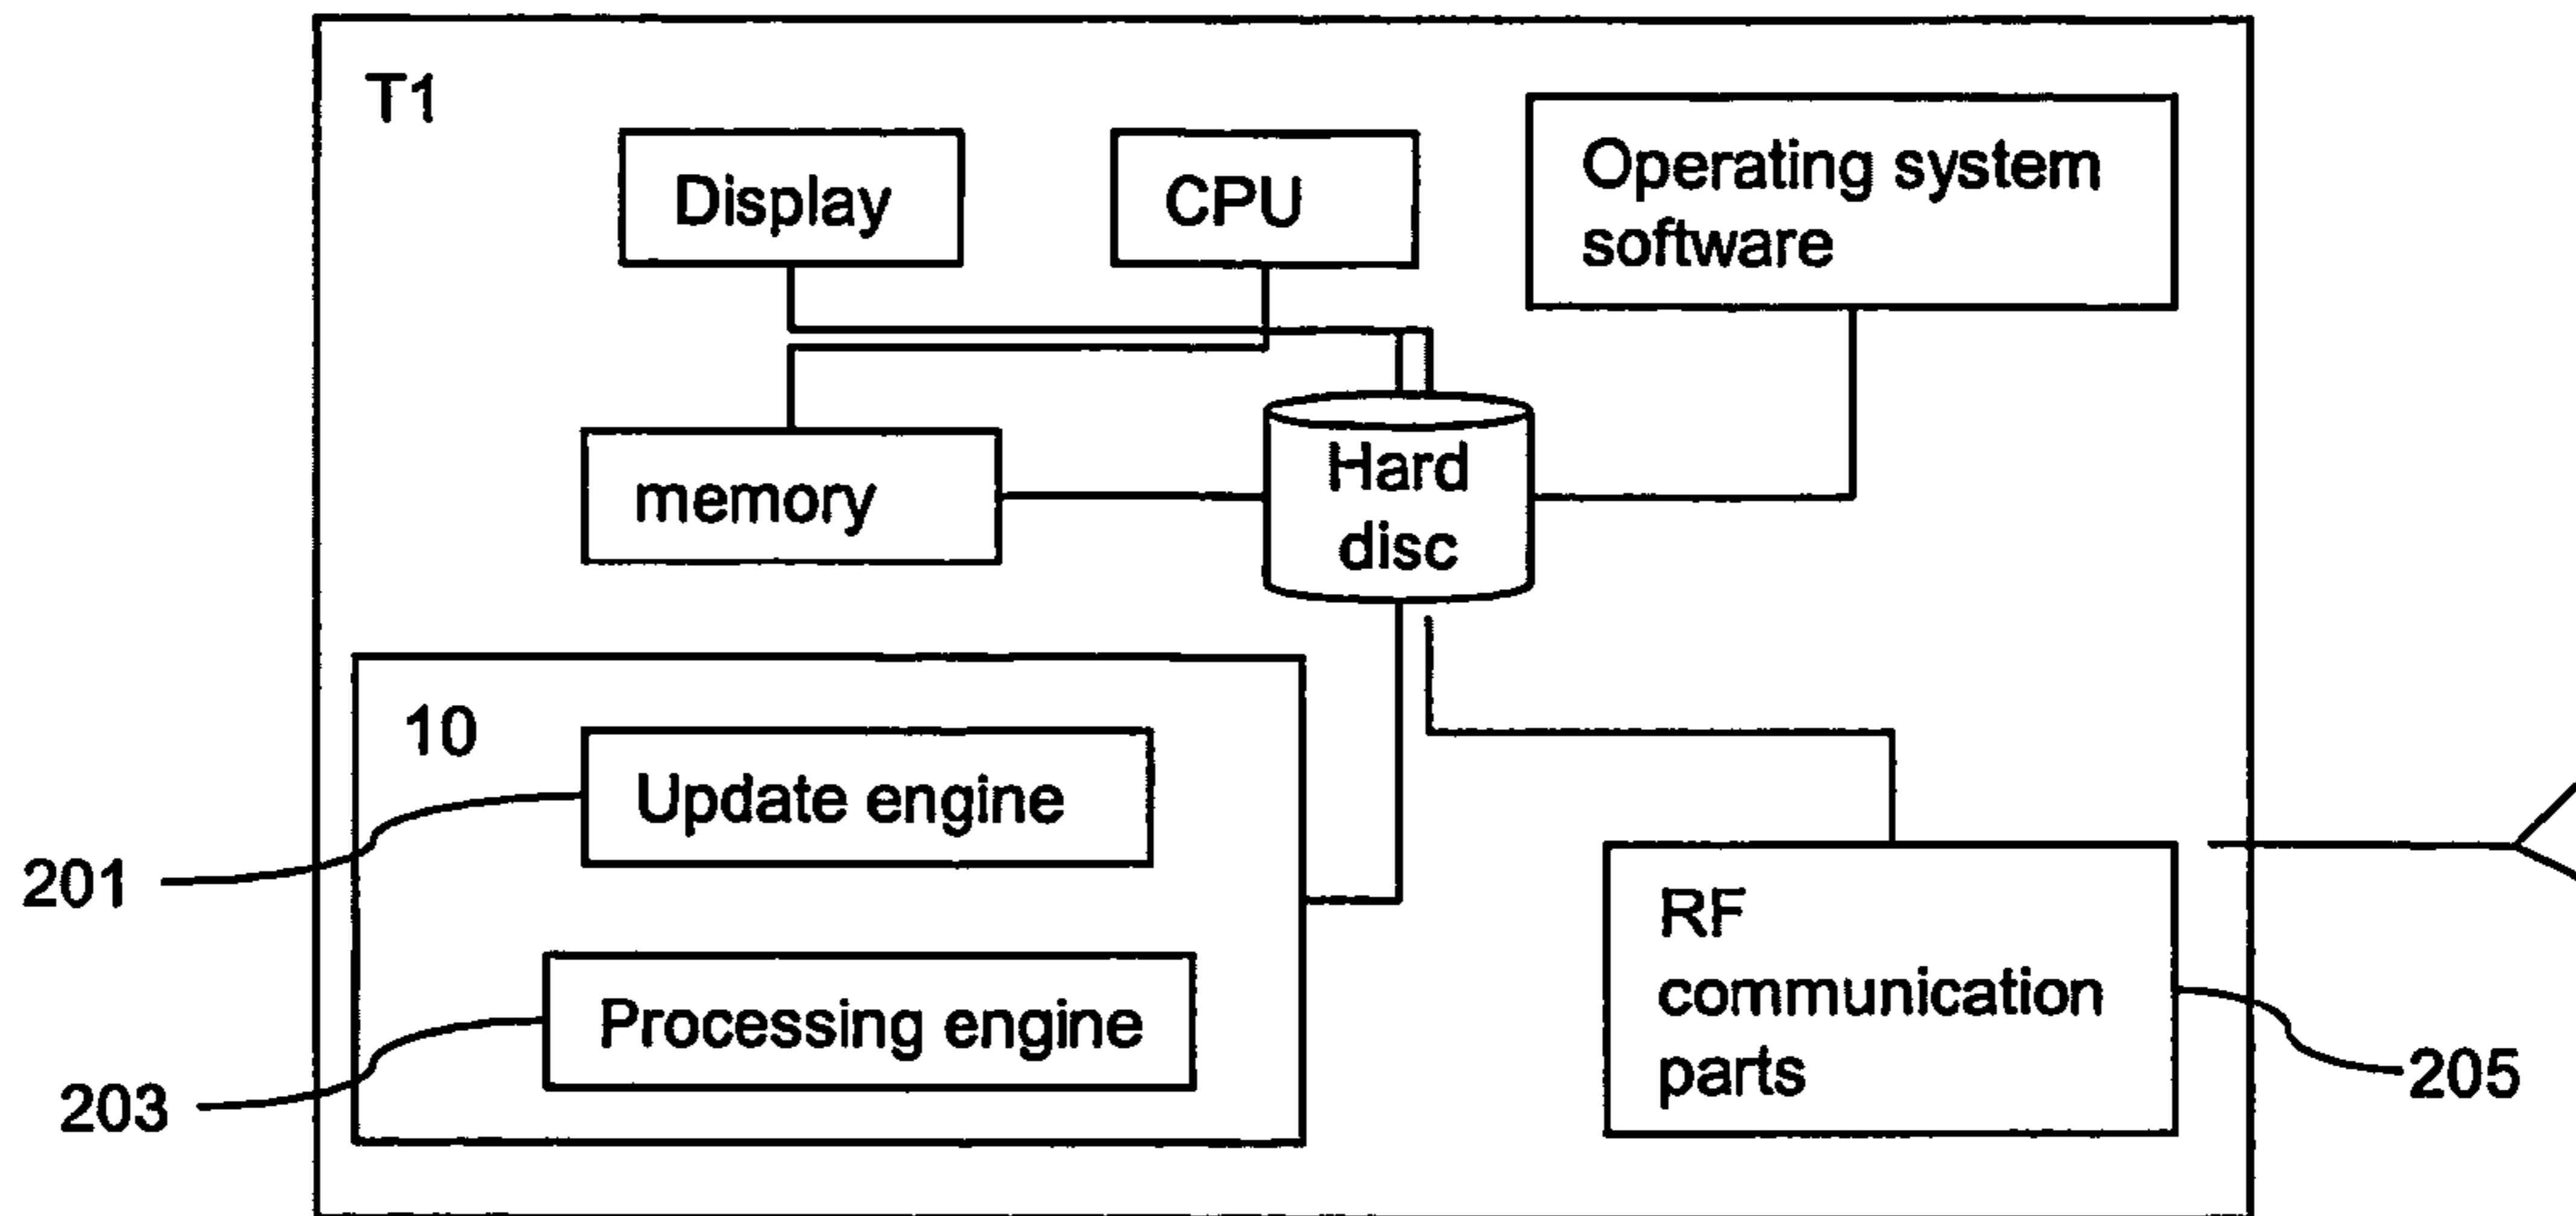 T1
Display
CPU
Operating system
software
memory
Hard
disc
10
Update engine
201
Processing engine
203
RF
communication
parts
205